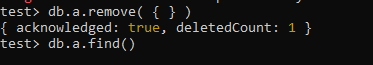 test> db.a.remove( { } )
{ acknowledged: true, deletedCount: 1 }
test> db.a.find()